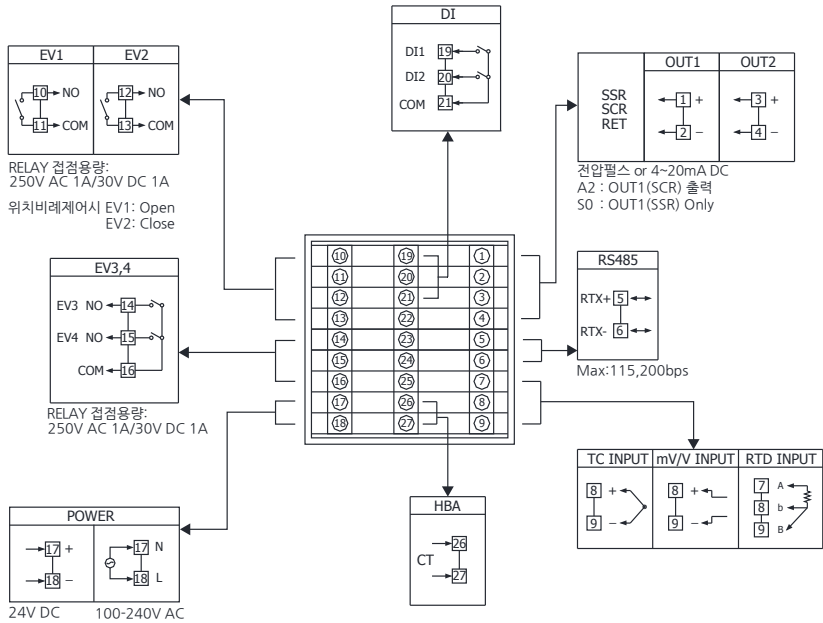 DI
DI1 19
DI2 20
COM 21
EV1 EV2
10 NO 12 NO
11 COM 13 COM
RELAY 접점용량:
250V AC 1A/30V DC 1A
위치비례제어시 EV1: Open
EV2: Close
OUT1 OUT2
SSR
SCR
RET
1 + 3 +
2 − 4 −
전압펄스 or 4~20mA DC
A2 : OUT1(SCR) 출력
S0 : OUT1(SSR) Only
EV3,4
EV3 NO 14
EV4 NO 15
COM 16
RELAY 접점용량:
250V AC 1A/30V DC 1A
10 19 1
11 20 2
12 21 3
13 22 4
14 23 5
15 24 6
16 25 7
17 26 8
18 27 9
RS485
RTX+ 5
RTX- 6
Max:115,200bps
TC INPUT mV/V INPUT RTD INPUT
8 + 8 + 7 A
8 b
9 − 9 − 9 B
POWER
17 + 17 N
18 − 18 L
24V DC 100-240V AC
HBA
CT
26
27